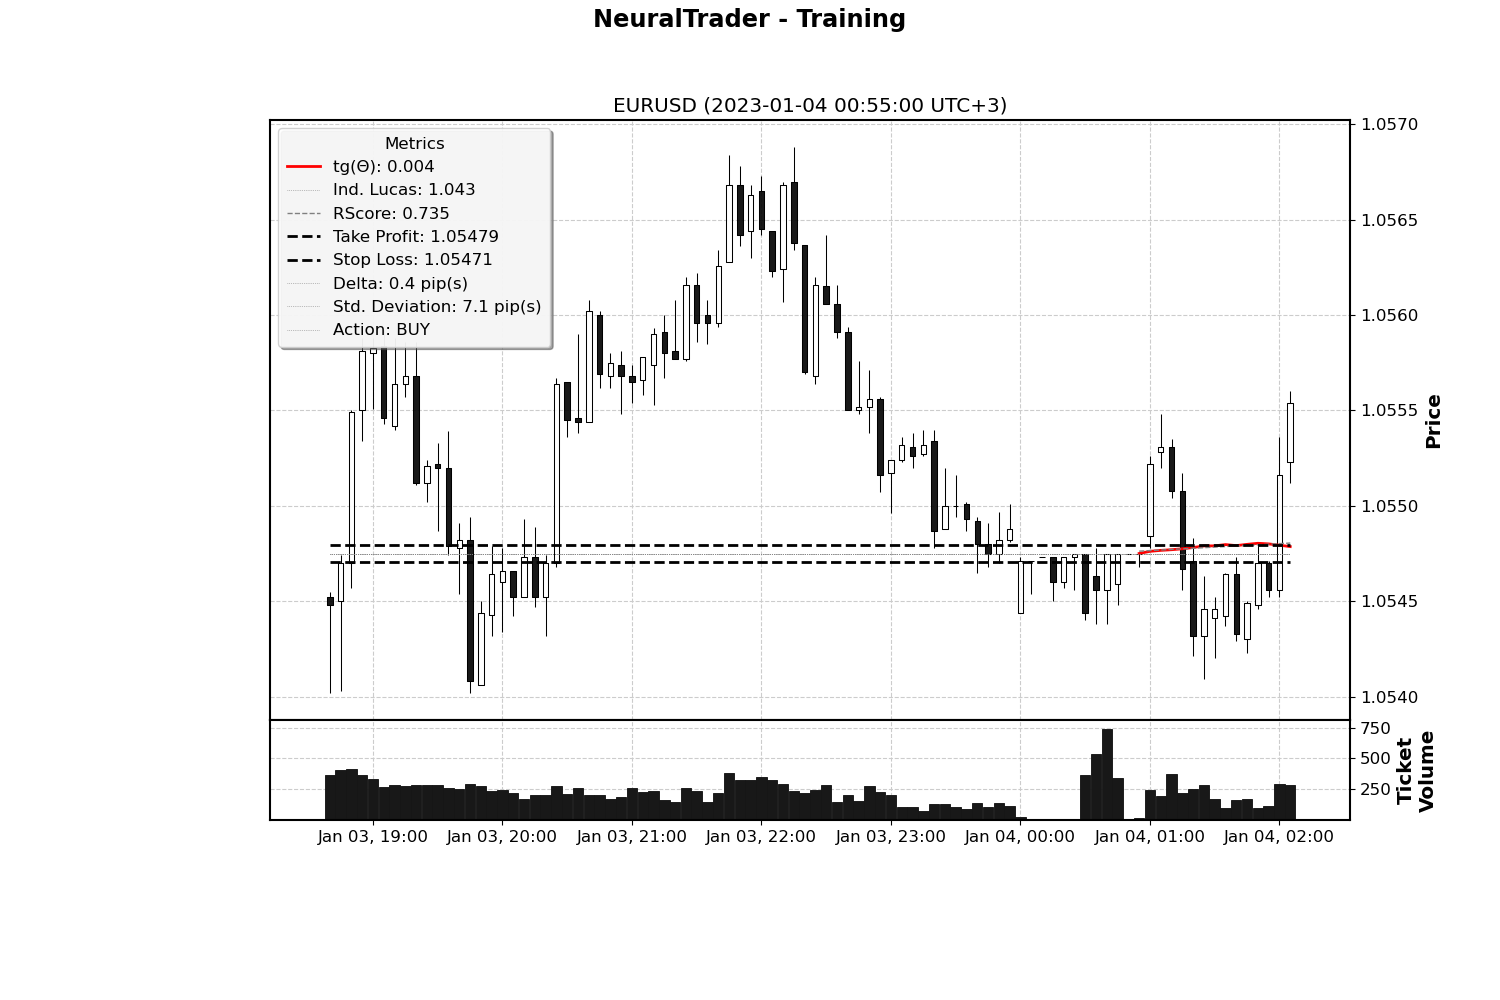 NeuralTrader - Training
EURUSD (2023-01-04 00:55:00 UTC+3)
Metrics
tg(Θ): 0.004
Ind. Lucas: 1.043
RScore: 0.735
Take Profit: 1.05479
Stop Loss: 1.05471
Delta: 0.4 pip(s)
Std. Deviation: 7.1 pip(s)
Action: BUY
1.0570
1.0565
1.0560
1.0555
1.0550
1.0545
1.0540
Price
750
500
250
Ticket
Volume
Jan 03, 19:00
Jan 03, 20:00
Jan 03, 21:00
Jan 03, 22:00
Jan 03, 23:00
Jan 04, 00:00
Jan 04, 01:00
Jan 04, 02:00